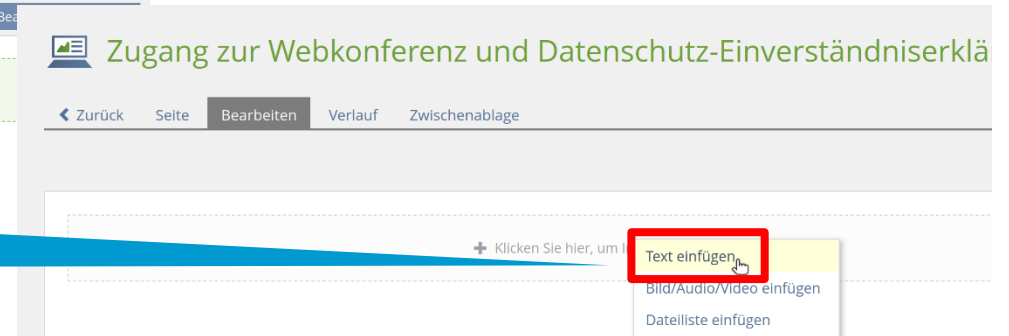 Bea
Zugang zur Webkonferenz und Datenschutz-Einverständniserklä
Zurück Seite Bearbeiten Verlauf Zwischenablage
Klicken Sie hier, um I
Text einfügen
Bild/Audio/Video einfügen
Dateiliste einfügen